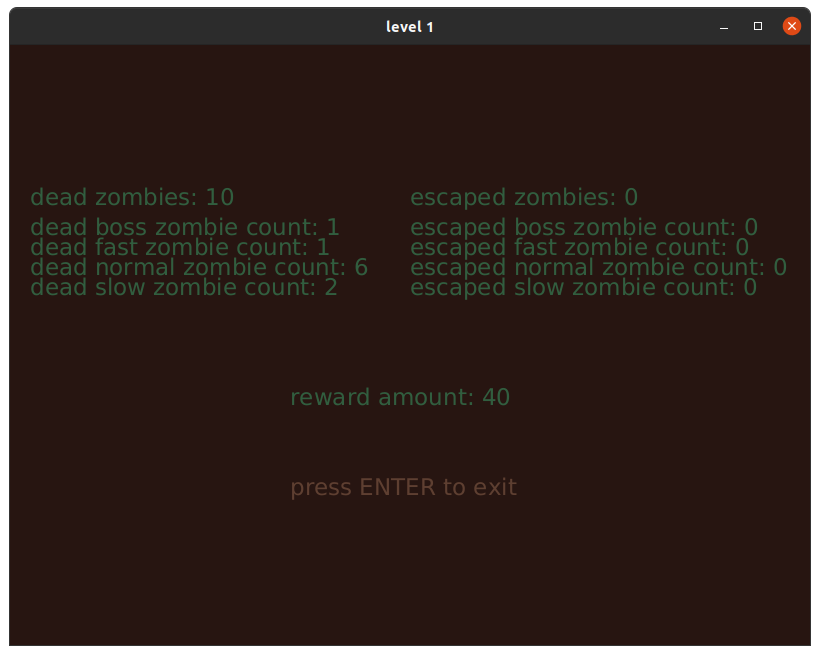 level 1
dead zombies: 10
dead boss zombie count: 1
dead fast zombie count: 1
dead normal zombie count: 6
dead slow zombie count: 2
escaped zombies: 0
escaped boss zombie count: 0
escaped fast zombie count: 0
escaped normal zombie count: 0
escaped slow zombie count: 0
reward amount: 40
press ENTER to exit